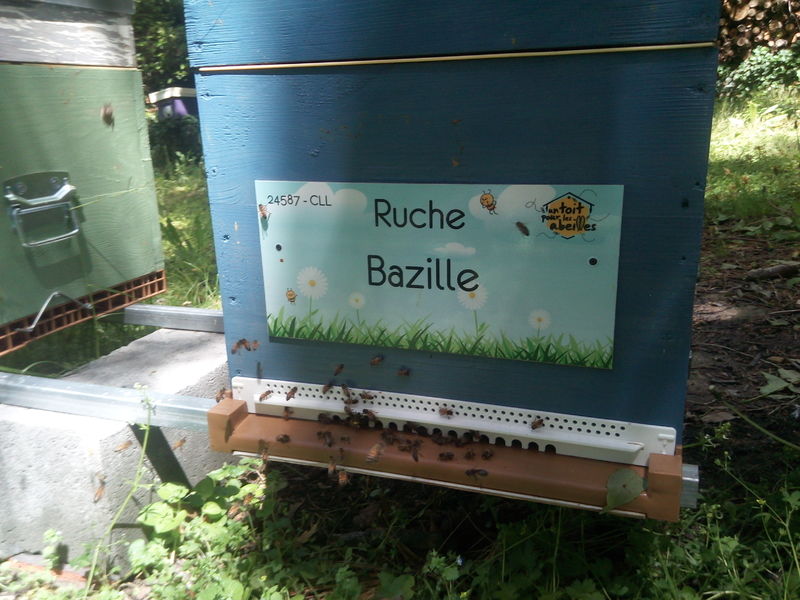 24587 - CLL
Ruche
Bazille
un toit
pour les
abeilles